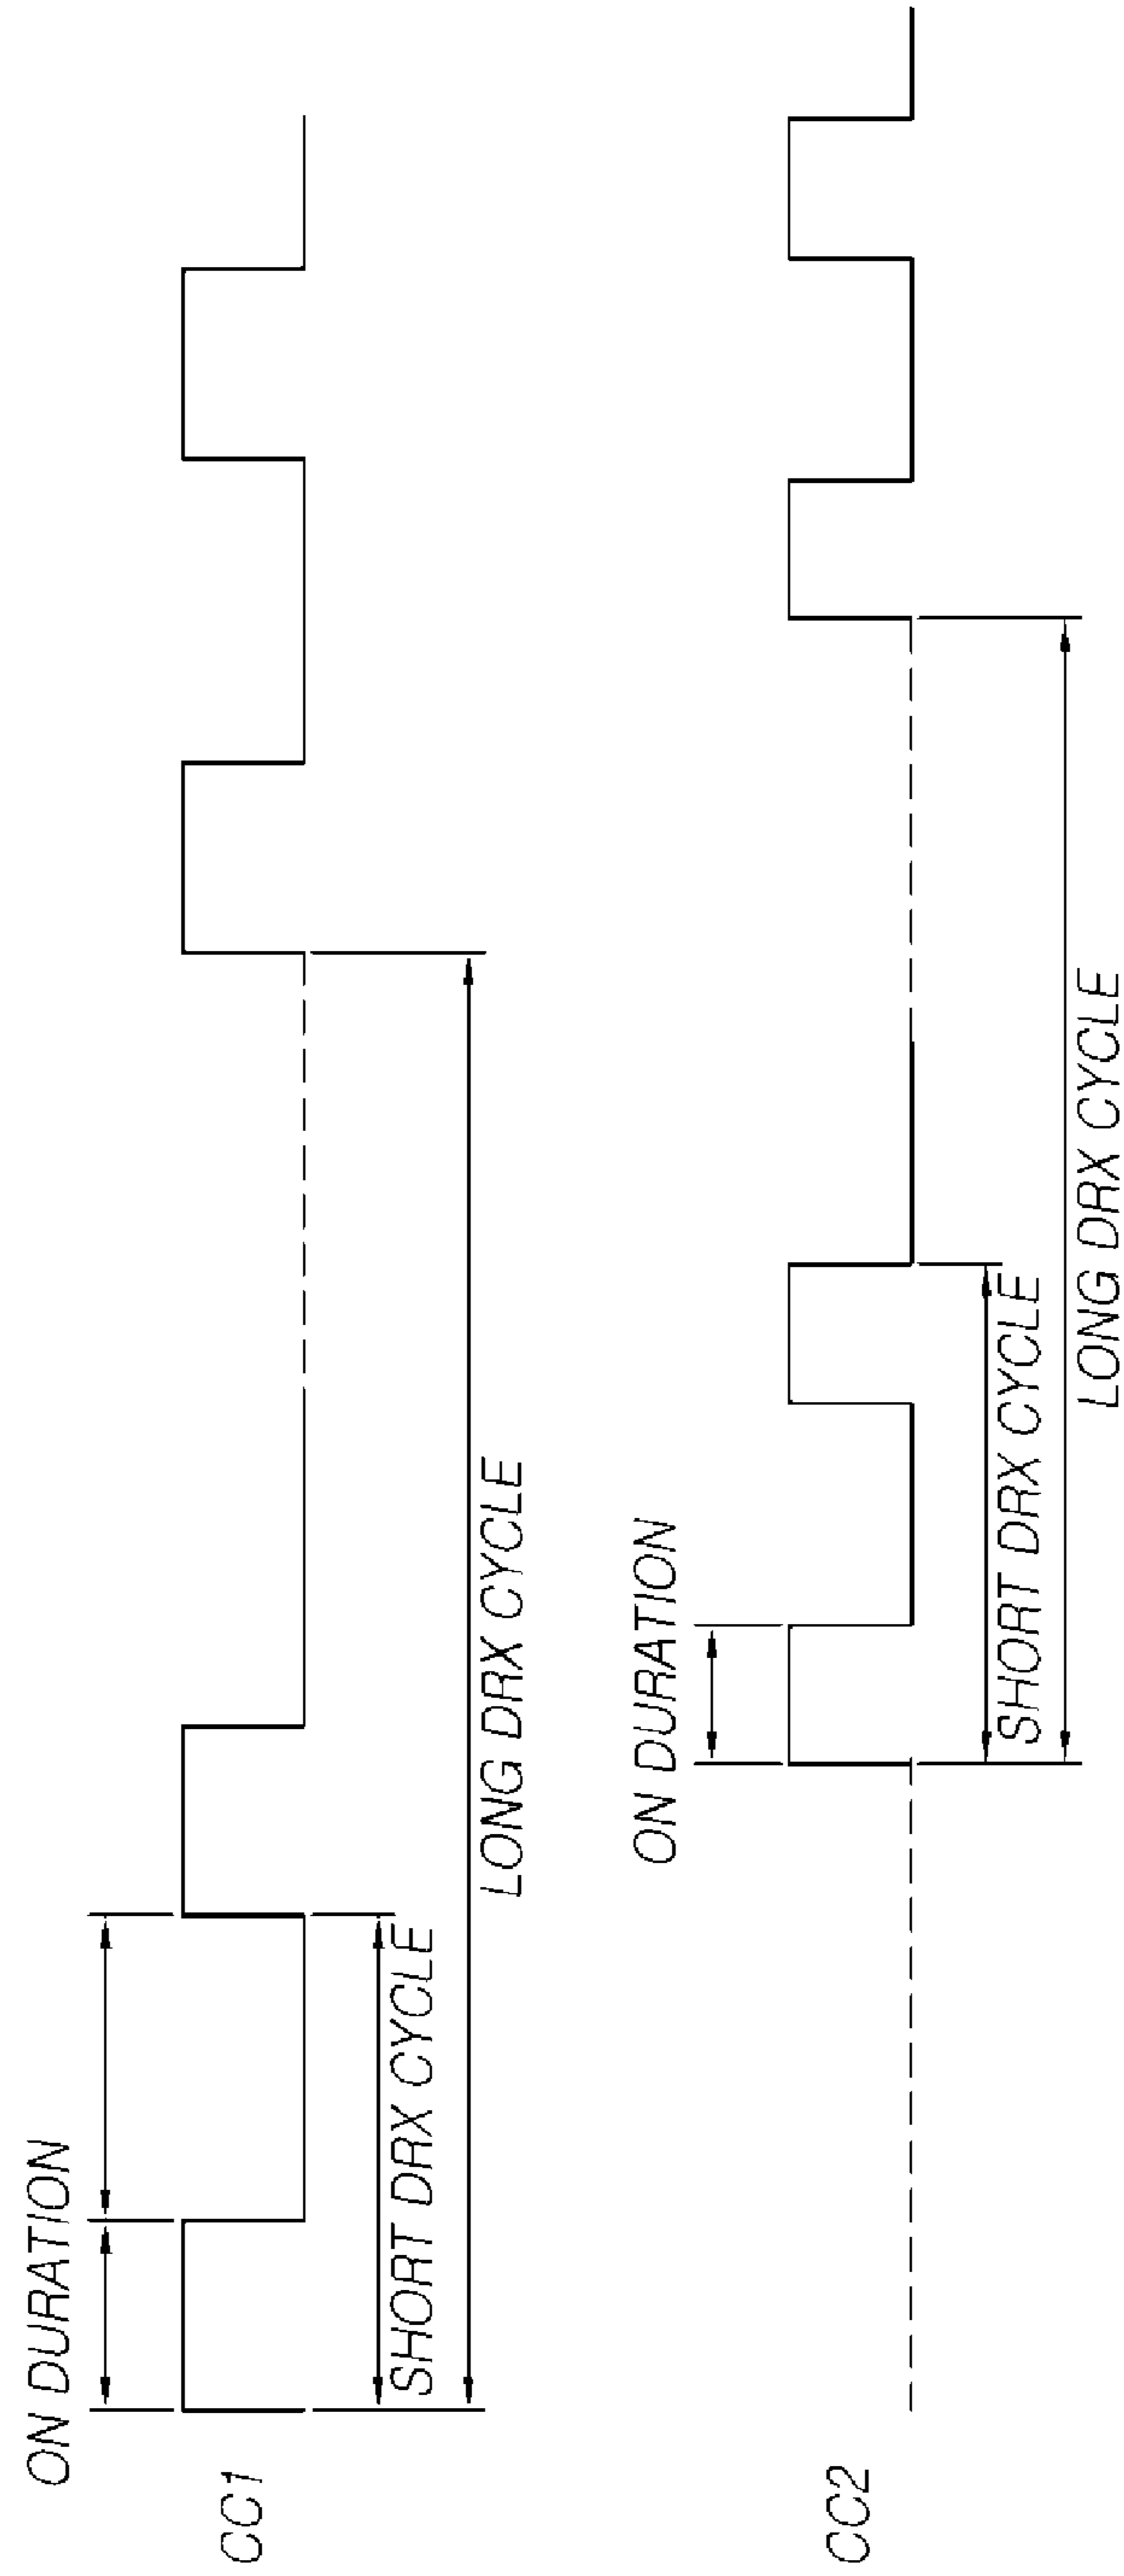 ON DURATION
CC1
SHORT DRX CYCLE
LONG DRX CYCLE
ON DURATION
CC2
SHORT DRX CYCLE
LONG DRX CYCLE